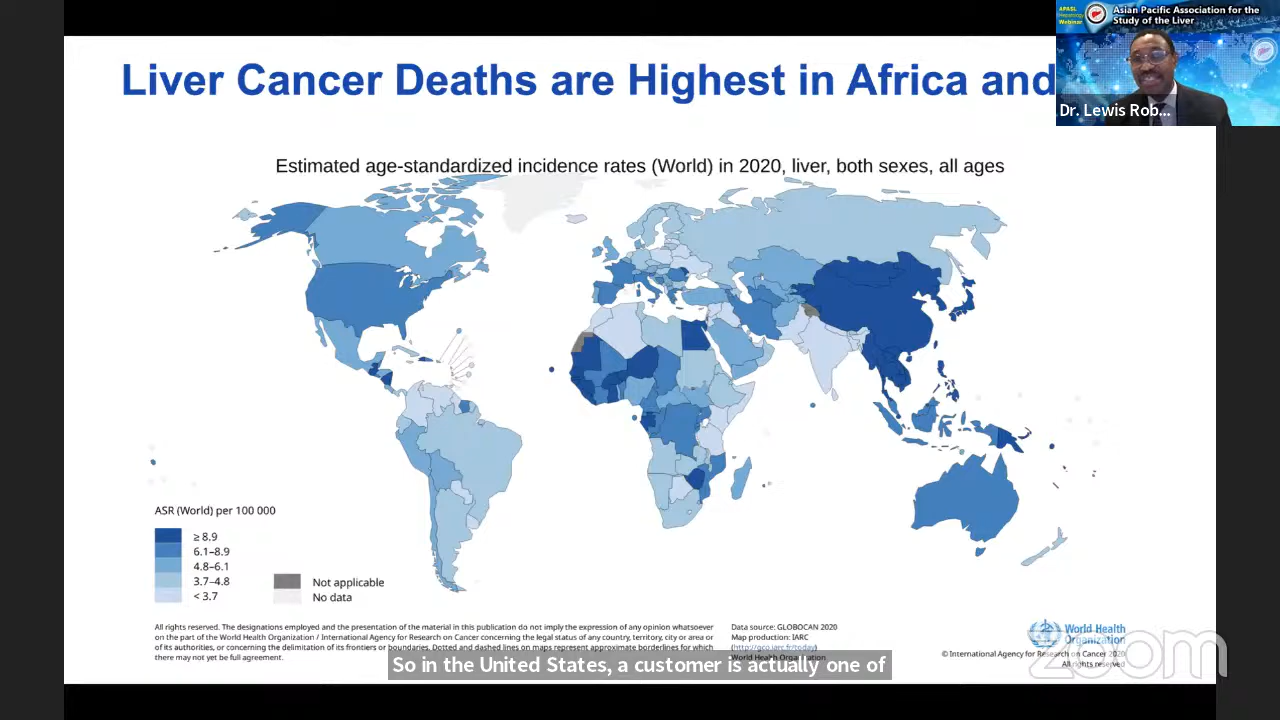 Liver Cancer Deaths are Highest in Africa and
APASL
Hepatology
Webinar
Asian Pacific Association for the
Study of the Liver
Dr. Lewis Rob...
Estimated age-standardized incidence rates (World) in 2020, liver, both sexes, all ages
ASR (World) per 100 000
≥ 8.9
6.1–8.9
4.8–6.1
3.7–4.8
< 3.7
Not applicable
No data
All rights reserved. The designations employed and the presentation of the material in this publication do not imply the expression of any opinion whatsoever
on the part of the World Health Organization / International Agency for Research on Cancer concerning the legal status of any country, territory, city or area or
of its authorities, or concerning the delimitation of its frontiers or boundaries. Dotted and dashed lines on maps represent approximate borderlines for which
there may not yet be full agreement.
Data source: GLOBOCAN 2020
Map production: IARC
(http://gco.iarc.fr/today)
World Health Organization
World Health
Organization
© International Agency for Research on Cancer 2020
All rights reserved
zoom
So in the United States, a customer is actually one of